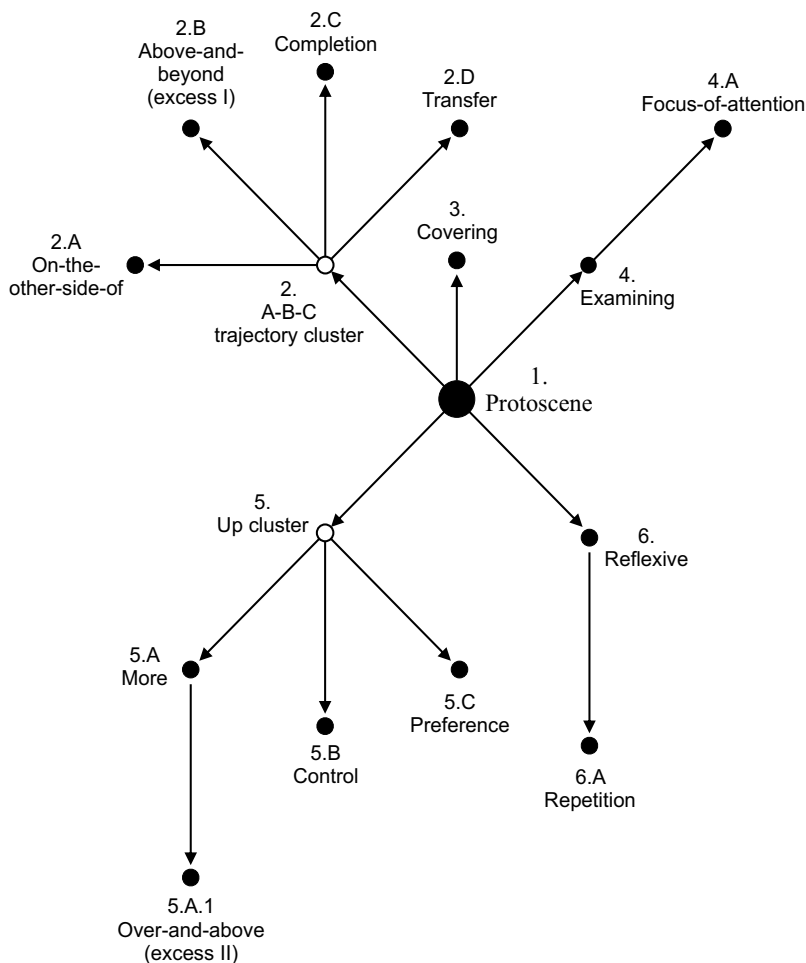 2.B
Above-and-
beyond
(excess I)
2.C
Completion
2.D
Transfer
4.A
Focus-of-attention
2.A
On-the-
other-side-of
2.
A-B-C
trajectory cluster
3.
Covering
4.
Examining
1.
Protoscene
5.
Up cluster
6.
Reflexive
5.A
More
5.B
Control
5.C
Preference
6.A
Repetition
5.A.1
Over-and-above
(excess II)